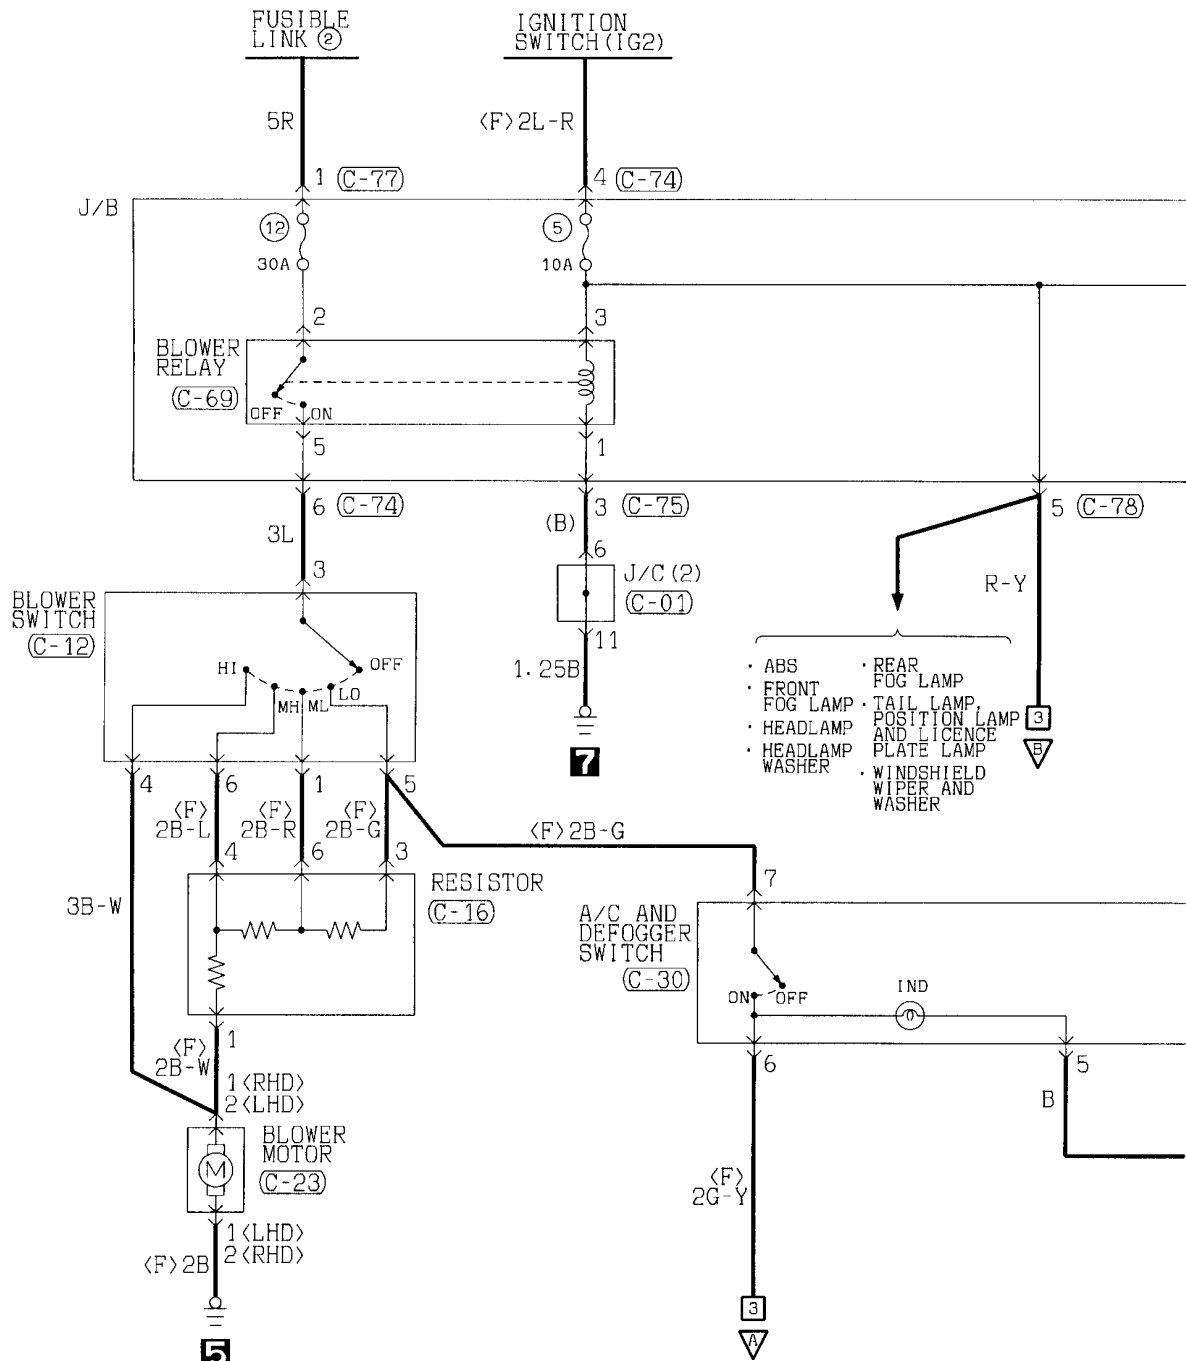 FUSIBLE
LINK ②
IGNITION
SWITCH(IG2)
5R
<F>2L-R
1 (C-77)
4 (C-74)
J/B
12
5
30A
10A
2
3
BLOWER
RELAY
(C-69)
OFF
ON
5
1
6 (C-74)
3 (C-75)
5 (C-78)
3L
(B)
6
3
J/C(2)
(C-01)
R-Y
BLOWER
SWITCH
(C-12)
11
HI
OFF
LO
MH
ML
1.25B
7
· ABS
· FRONT
FOG LAMP
· HEADLAMP
· HEADLAMP
WASHER
· REAR
FOG LAMP
· TAIL LAMP,
POSITION LAMP
AND LICENCE
PLATE LAMP
· WINDSHIELD
WIPER AND
WASHER
3
B
4
6
1
5
<F>
2B-L
<F>
2B-R
<F>
2B-G
<F>2B-G
4
6
3
7
3B-W
RESISTOR
(C-16)
A/C AND
DEFOGGER
SWITCH
(C-30)
ON
OFF
IND
1
<F>
2B-W
6
5
1<RHD>
2<LHD>
B
BLOWER
MOTOR
(C-23)
M
<F>
2G-Y
1<LHD>
2<RHD>
<F>2B
3
A
5